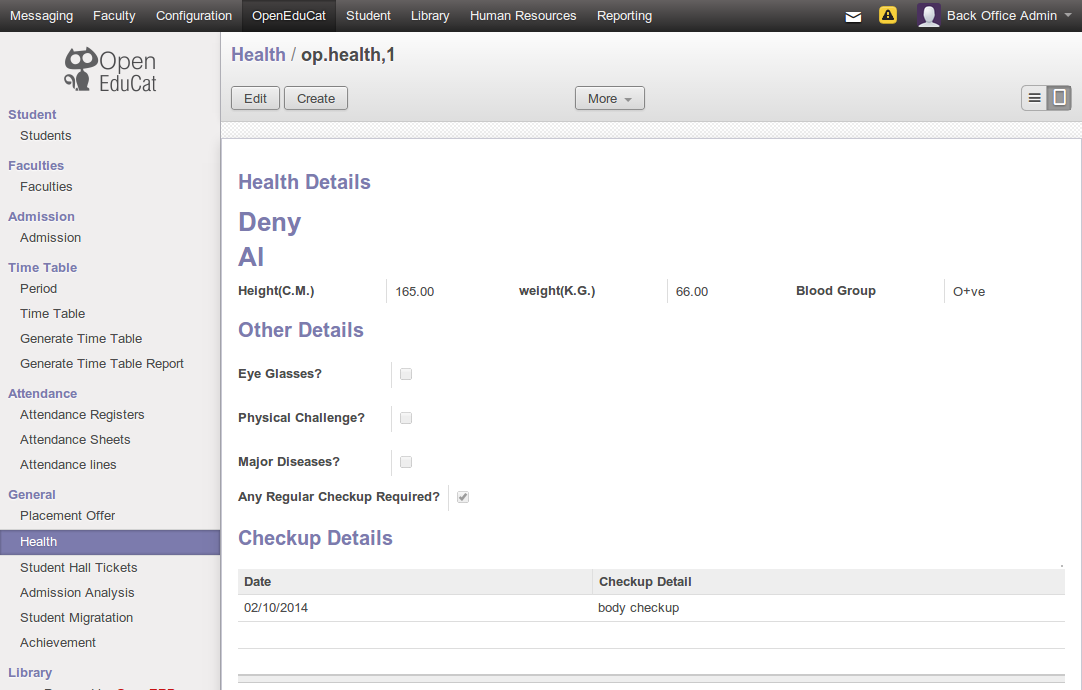 Messaging Faculty Configuration OpenEduCat Student Library Human Resources Reporting Back Office Admin
Open
EduCat
Student
Students
Faculties
Faculties
Admission
Admission
Time Table
Period
Time Table
Generate Time Table
Generate Time Table Report
Attendance
Attendance Registers
Attendance Sheets
Attendance lines
General
Placement Offer
Health
Student Hall Tickets
Admission Analysis
Student Migratation
Achievement
Library
Health / op.health,1
Edit Create More
Health Details
Deny
Al
Height(C.M.) 165.00 weight(K.G.) 66.00 Blood Group O+ve
Other Details
Eye Glasses?
Physical Challenge?
Major Diseases?
Any Regular Checkup Required?
Checkup Details
Date Checkup Detail
02/10/2014 body checkup